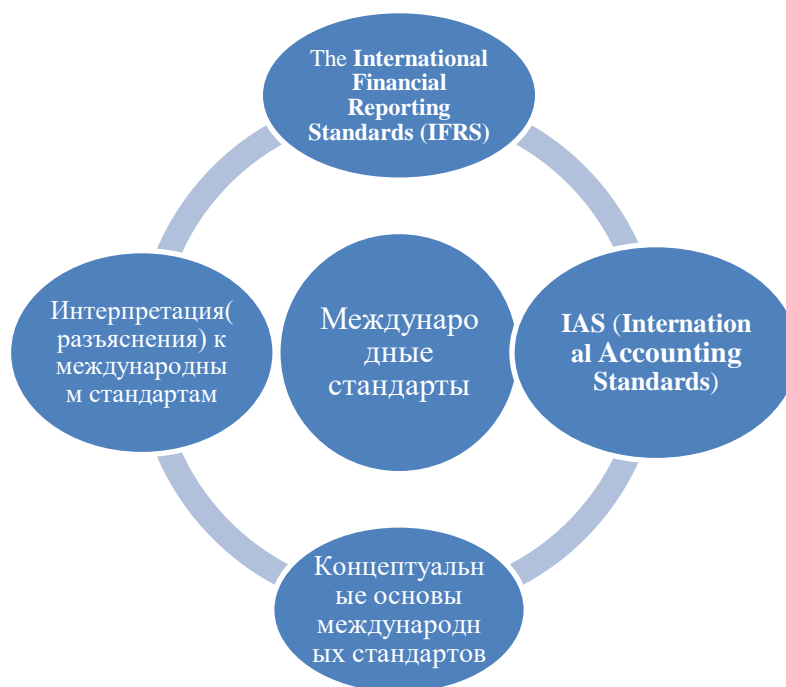 The International
Financial
Reporting
Standards (IFRS)
Интерпретация(
разъяснения) к
международны
м стандартам
Междунаро
дные
стандарты
IAS (Internation
al Accounting
Standards)
Концептуальн
ые основы
международн
ых стандартов